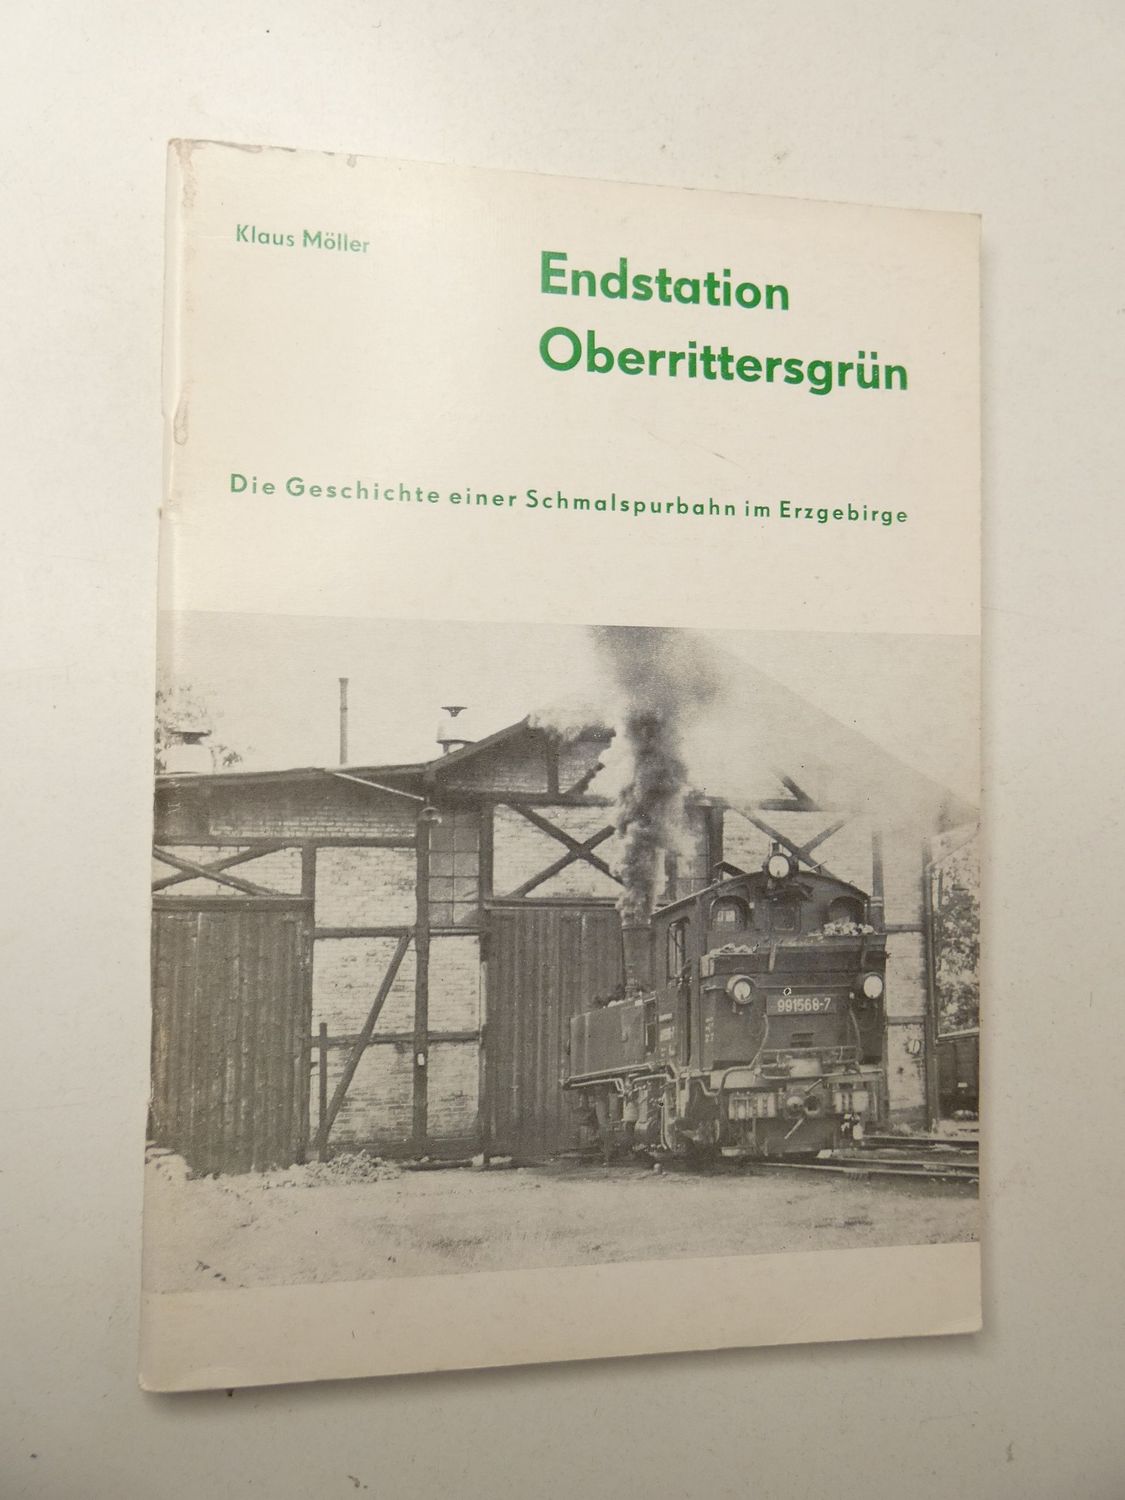 Klaus Möller
Endstation
Oberrittersgrün
Die Geschichte einer Schmalspurbahn im Erzgebirge
991568-7